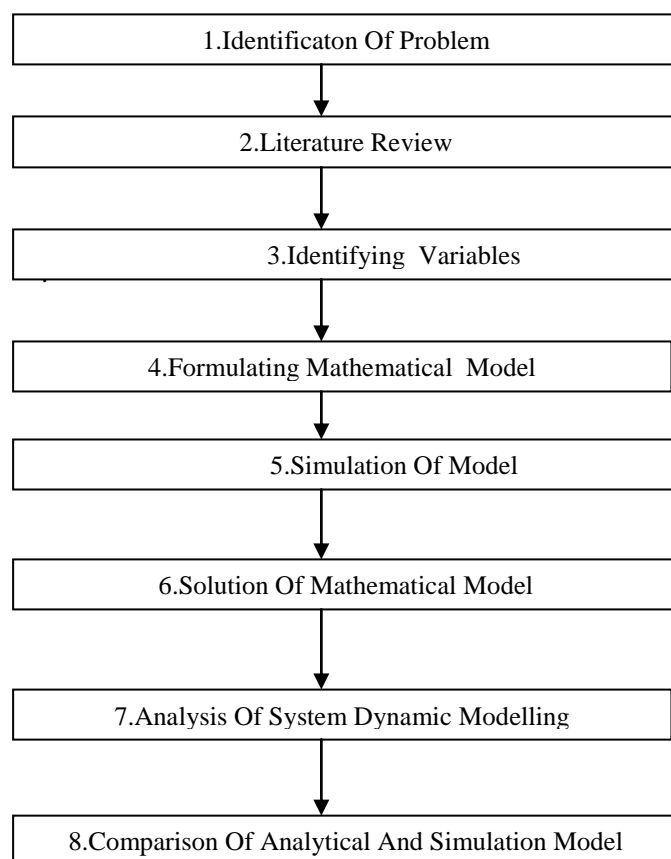 1.Identificaton Of Problem
2.Literature Review
3.Identifying Variables
4.Formulating Mathematical Model
5.Simulation Of Model
6.Solution Of Mathematical Model
7.Analysis Of System Dynamic Modelling
8.Comparison Of Analytical And Simulation Model